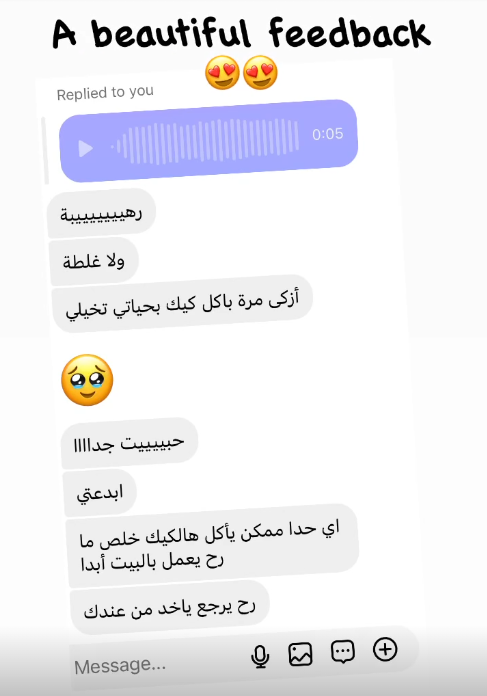 A beautiful feedback
😍😍
Replied to you
0:05
رهيييييييبة
ولا غلطة
أزكى مرة باكل كيك بحياتي تخيلي
🥹
حبيييييت جداااا
ابدعتي
اي حدا ممكن يأكل هالكيك خلص ما
رح يعمل بالبيت أبدا
رح يرجع ياخد من عندك
Message...